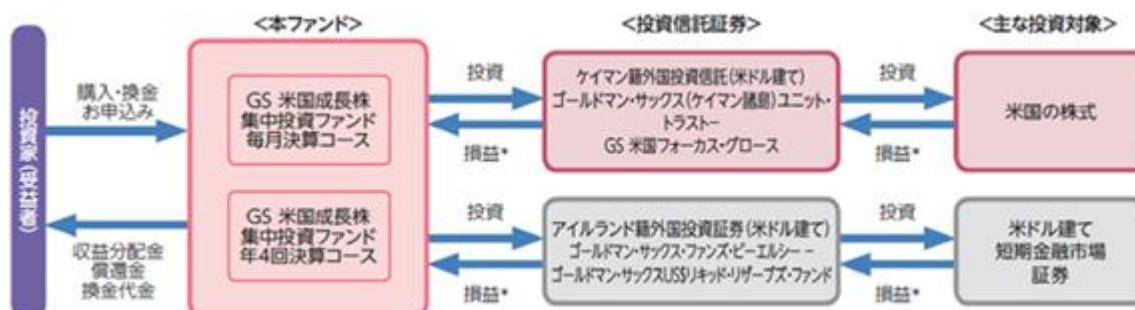 <本ファンド>
<投資信託証券>
<主な投資対象>
投資家(受益者)
購入・換金
お申込み
収益分配金
償還金
換金代金
GS 米国成長株
集中投資ファンド
毎月決算コース
GS 米国成長株
集中投資ファンド
年4回決算コース
投資
損益*
投資
損益*
ケイマン籍外国投資信託(米ドル建て)
ゴールドマン・サックス(ケイマン諸島)ユニット・
トラスト－
GS 米国フォーカス・グロース
アイルランド籍外国投資証券(米ドル建て)
ゴールドマン・サックス・ファンズ・ピーエルシー－
ゴールドマン・サックスUS$リキッド・リザーブズ・ファンド
投資
損益*
投資
損益*
米国の株式
米ドル建て
短期金融市場
証券